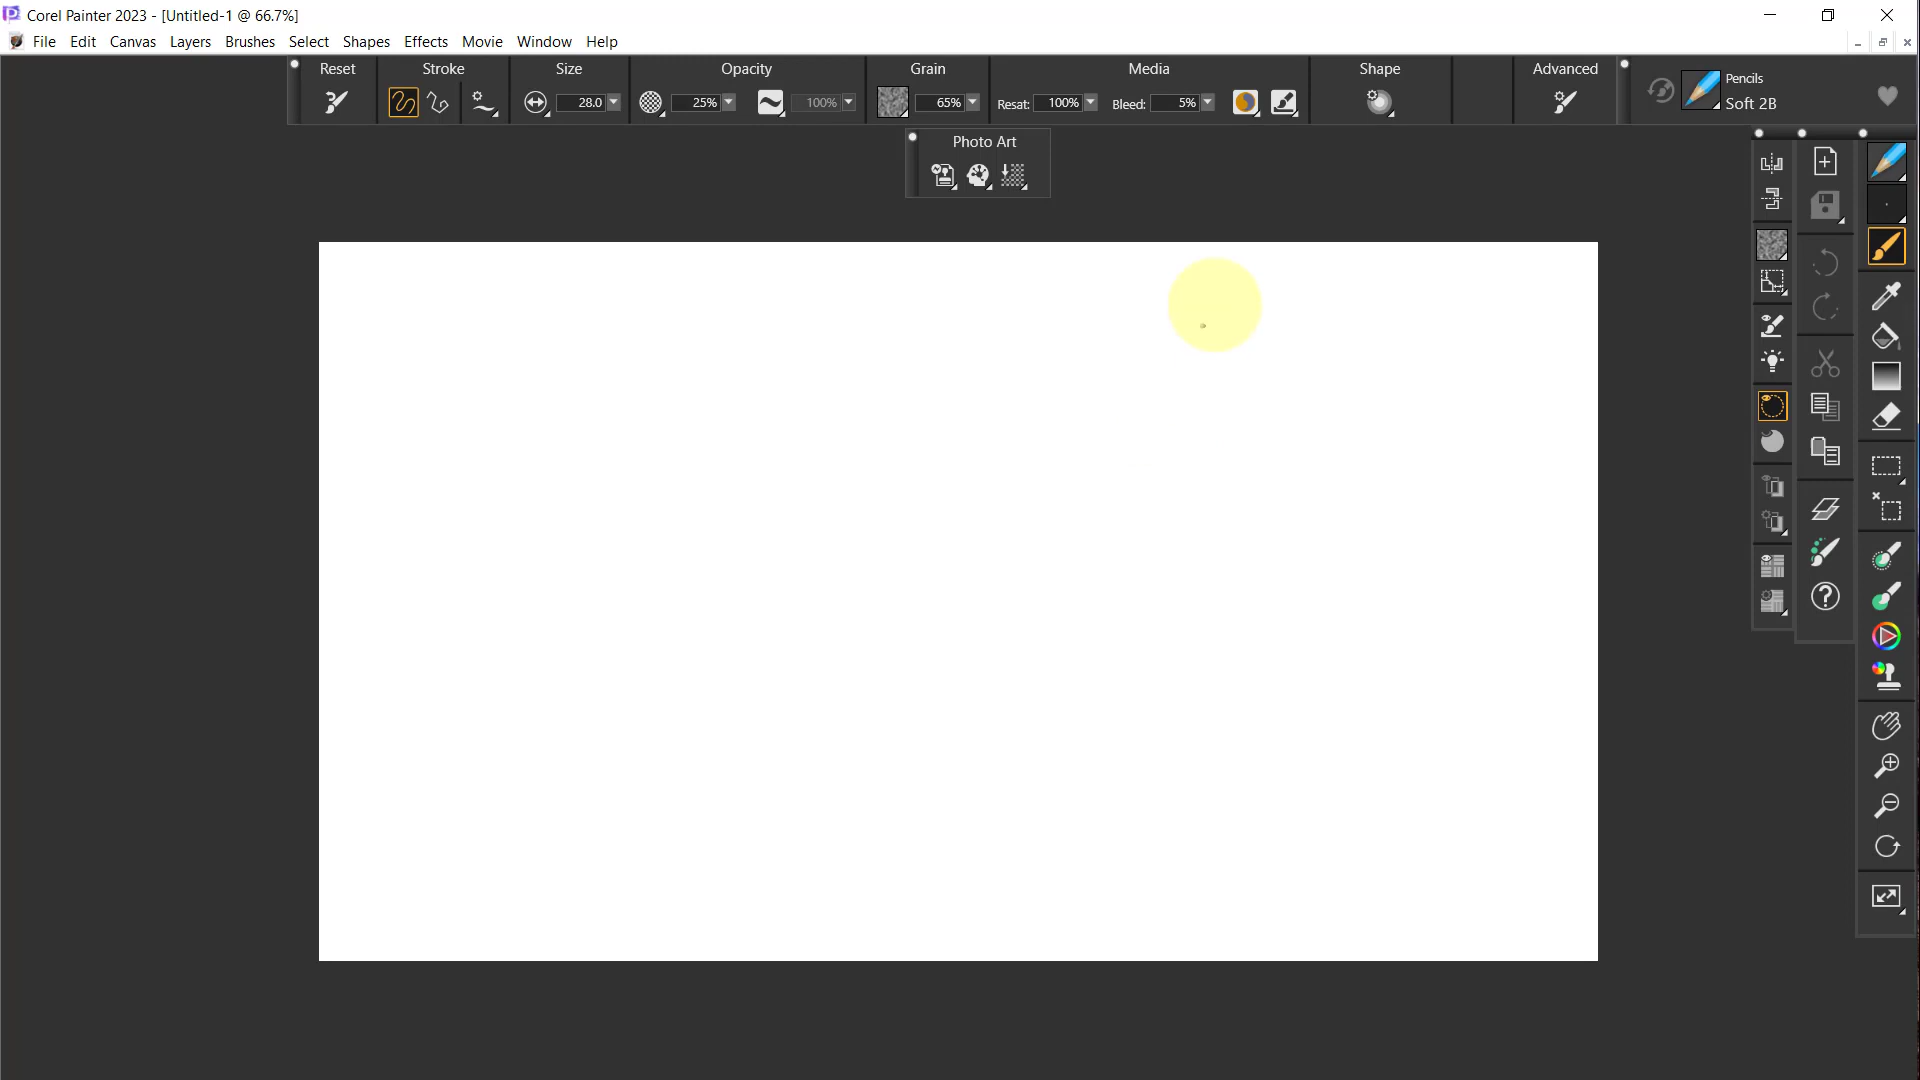 Corel Painter 2023 - [Untitled-1 @ 66.7%]
File Edit Canvas Layers Brushes Select Shapes Effects Movie Window Help
Reset Stroke Size Opacity Grain Media Shape Advanced
28.0 25% 100% 65% Resat: 100% Bleed: 5%
Pencils
Soft 2B
Photo Art